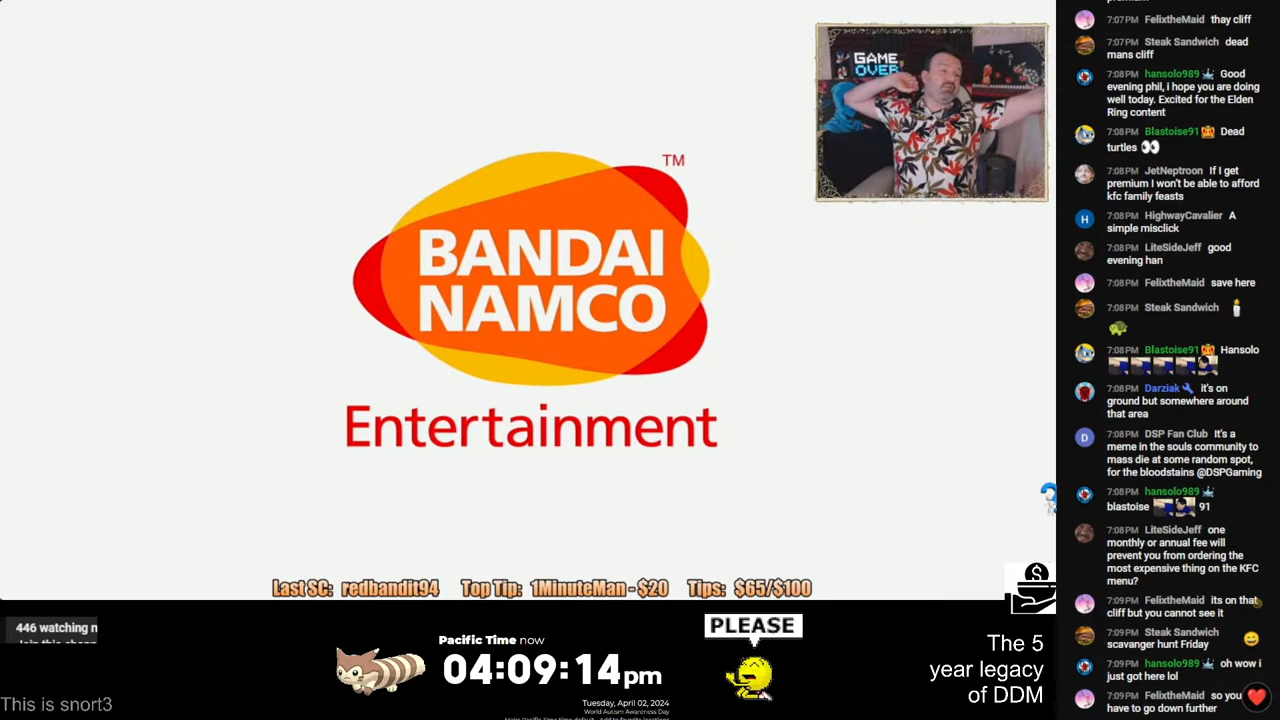 BANDAI
NAMCO
TM
Entertainment
GAME
OVER
Last SC: redbandit94 Top Tip: 1MinuteMan - $20 Tips: $65/$100
446 watching n
Pacific Time now
04:09:14pm
Tuesday, April 02, 2024
World Autism Awareness Day
PLEASE
The 5
year legacy
of DDM
This is snort3
7:07PM FelixtheMaid thay cliff
7:07PM Steak Sandwich dead
mans cliff
7:08PM hansolo989 Good
evening phil, i hope you are doing
well today. Excited for the Elden
Ring content
7:08PM Blastoise91 Dead
turtles 👀
7:08PM JetNeptroon If I get
premium I won't be able to afford
kfc family feasts
H
7:08PM HighwayCavalier A
simple misclick
7:08PM LiteSideJeff good
evening han
7:08PM FelixtheMaid save here
7:08PM Steak Sandwich 🕯️
🐢
7:08PM Blastoise91 Hansolo
7:08PM Darziak it's on
ground but somewhere around
that area
D
7:08PM DSP Fan Club It's a
meme in the souls community to
mass die at some random spot,
for the bloodstains @DSPGaming
7:08PM hansolo989
blastoise 91
7:08PM LiteSideJeff one
monthly or annual fee will
prevent you from ordering the
most expensive thing on the KFC
menu?
7:09PM FelixtheMaid its on that
cliff but you cannot see it
7:09PM Steak Sandwich
scavanger hunt Friday 😄
7:09PM hansolo989 oh wow i
just got here lol
7:09PM FelixtheMaid so you
have to go down further